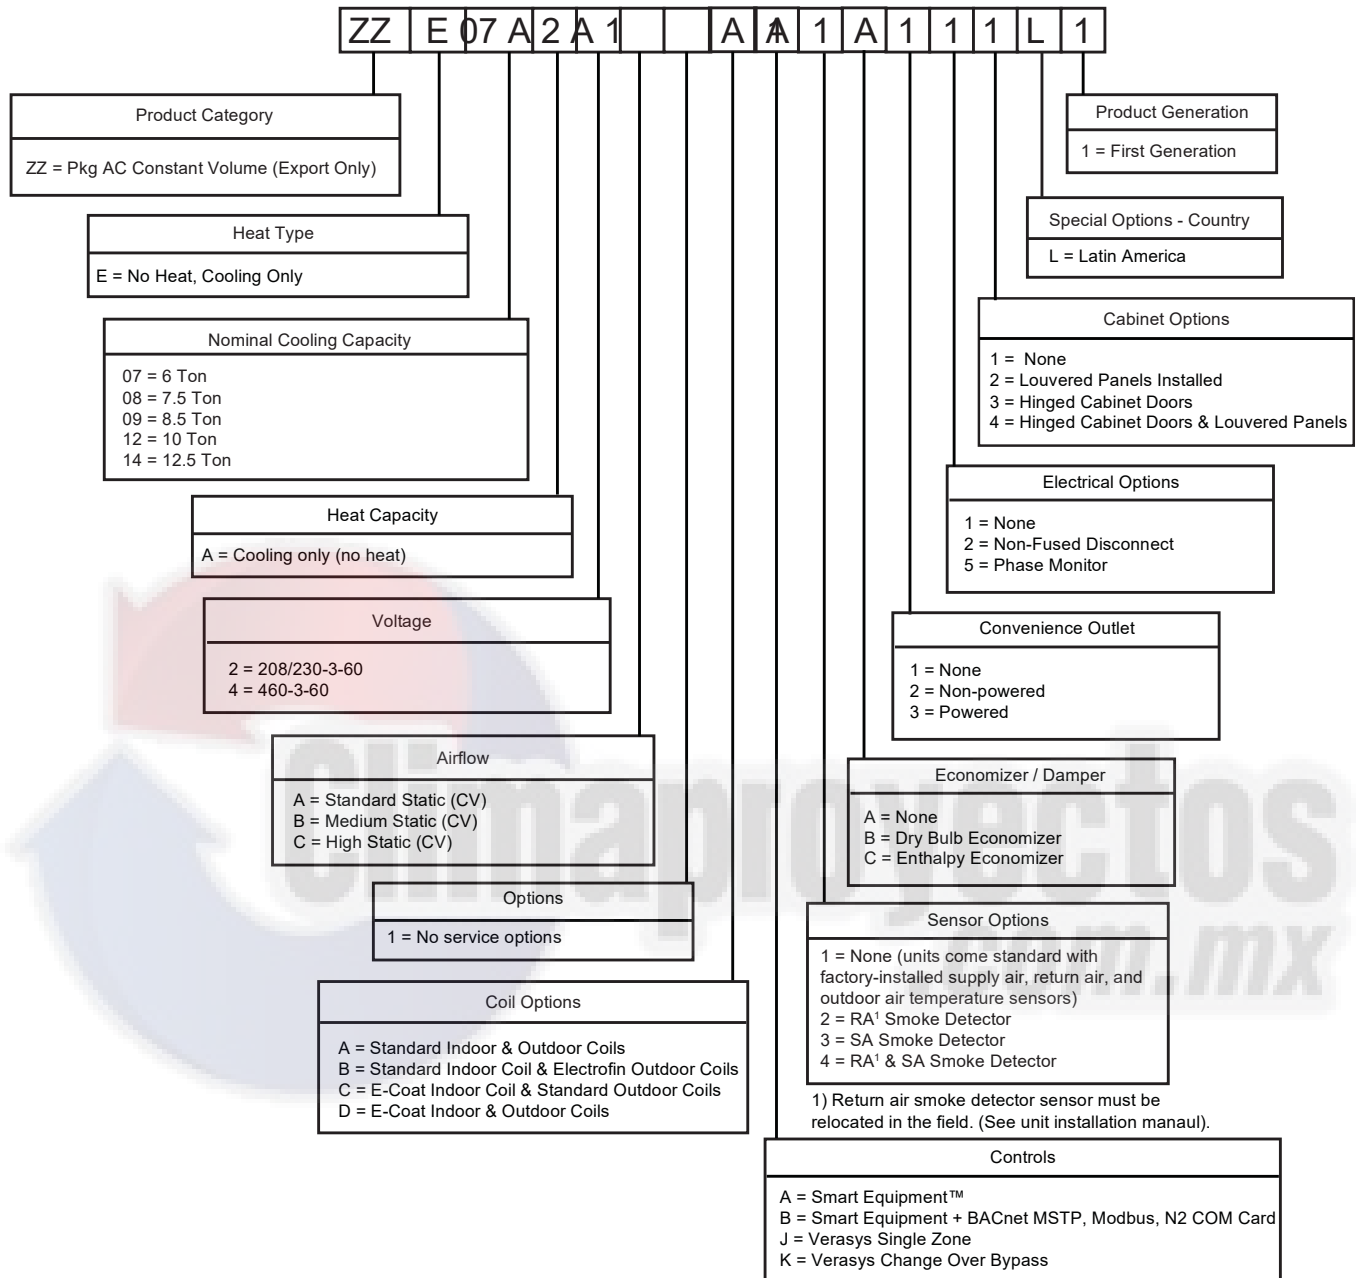 ZZ E 07 A 2 A 1 A A 1 A 1 1 1 L 1
Product Category
ZZ = Pkg AC Constant Volume (Export Only)
Heat Type
E = No Heat, Cooling Only
Nominal Cooling Capacity
07 = 6 Ton
08 = 7.5 Ton
09 = 8.5 Ton
12 = 10 Ton
14 = 12.5 Ton
Heat Capacity
A = Cooling only (no heat)
Voltage
2 = 208/230-3-60
4 = 460-3-60
Airflow
A = Standard Static (CV)
B = Medium Static (CV)
C = High Static (CV)
Options
1 = No service options
Coil Options
A = Standard Indoor & Outdoor Coils
B = Standard Indoor Coil & Electrofin Outdoor Coils
C = E-Coat Indoor Coil & Standard Outdoor Coils
D = E-Coat Indoor & Outdoor Coils
Product Generation
1 = First Generation
Special Options - Country
L = Latin America
Cabinet Options
1 = None
2 = Louvered Panels Installed
3 = Hinged Cabinet Doors
4 = Hinged Cabinet Doors & Louvered Panels
Electrical Options
1 = None
2 = Non-Fused Disconnect
5 = Phase Monitor
Convenience Outlet
1 = None
2 = Non-powered
3 = Powered
Economizer / Damper
A = None
B = Dry Bulb Economizer
C = Enthalpy Economizer
Sensor Options
1 = None (units come standard with
factory-installed supply air, return air, and
outdoor air temperature sensors)
2 = RA¹ Smoke Detector
3 = SA Smoke Detector
4 = RA¹ & SA Smoke Detector
1) Return air smoke detector sensor must be
relocated in the field. (See unit installation manaul).
Controls
A = Smart Equipment™
B = Smart Equipment + BACnet MSTP, Modbus, N2 COM Card
J = Verasys Single Zone
K = Verasys Change Over Bypass
Climaproyectos
.com.mx